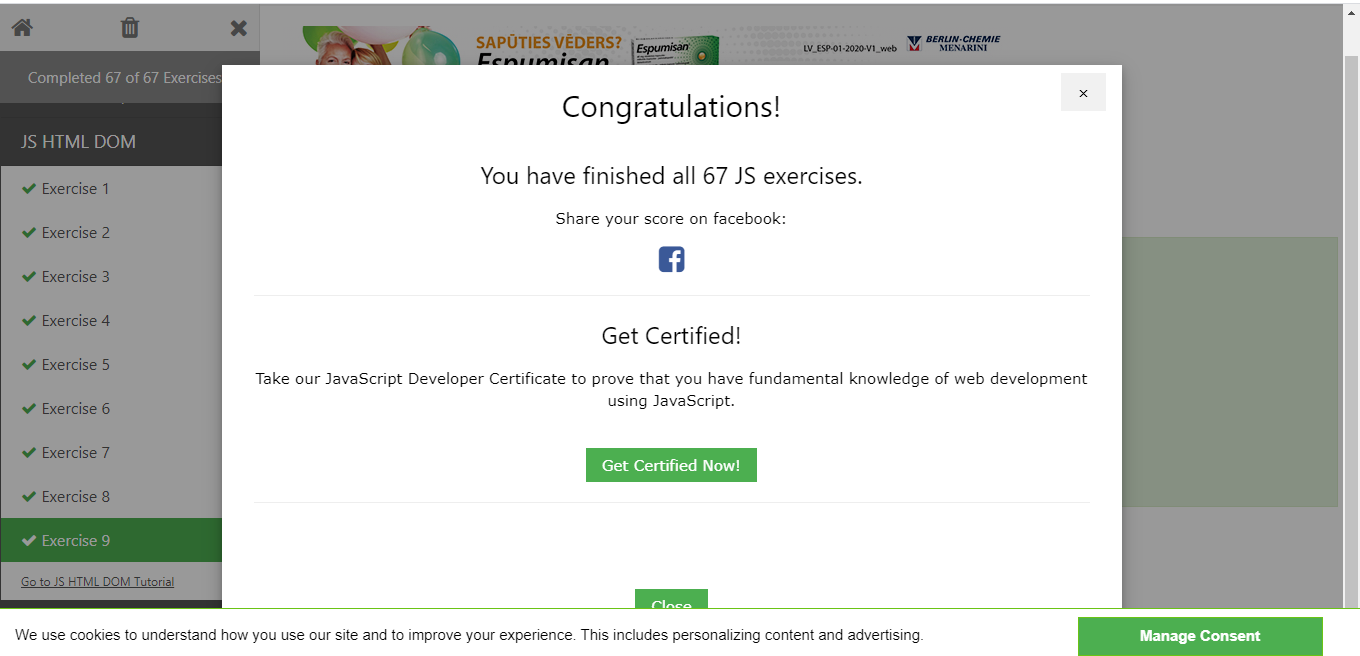 SAPŪTIES VĒDERS?
Espumisan
Espumisan
LV_ESP-01-2020-V1_web
BERLIN-CHEMIE
MENARINI
Completed 67 of 67 Exercises
JS HTML DOM
Exercise 1
Exercise 2
Exercise 3
Exercise 4
Exercise 5
Exercise 6
Exercise 7
Exercise 8
Exercise 9
Go to JS HTML DOM Tutorial
×
Congratulations!
You have finished all 67 JS exercises.
Share your score on facebook:
Get Certified!
Take our JavaScript Developer Certificate to prove that you have fundamental knowledge of web development
using JavaScript.
Get Certified Now!
Close
We use cookies to understand how you use our site and to improve your experience. This includes personalizing content and advertising.
Manage Consent